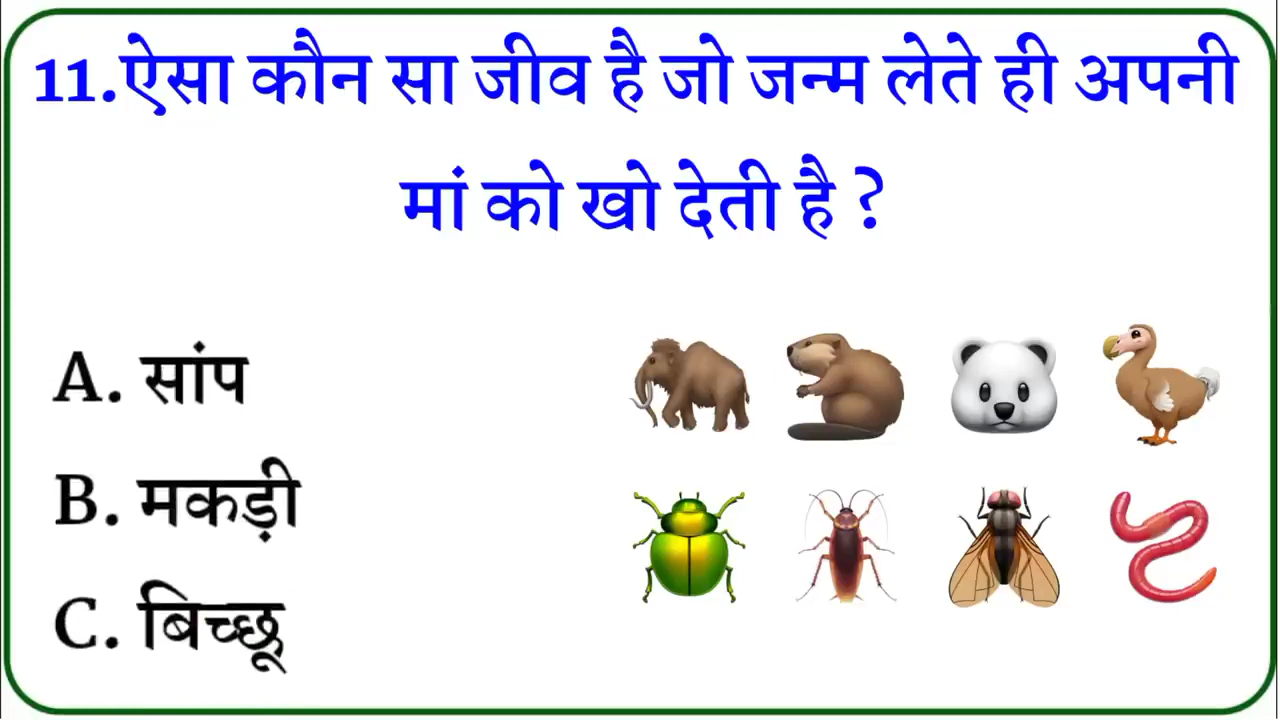 11.ऐसा कौन सा जीव है जो जन्म लेते ही अपनी
मां को खो देती है ?
A. सांप
B. मकड़ी
C. बिच्छू